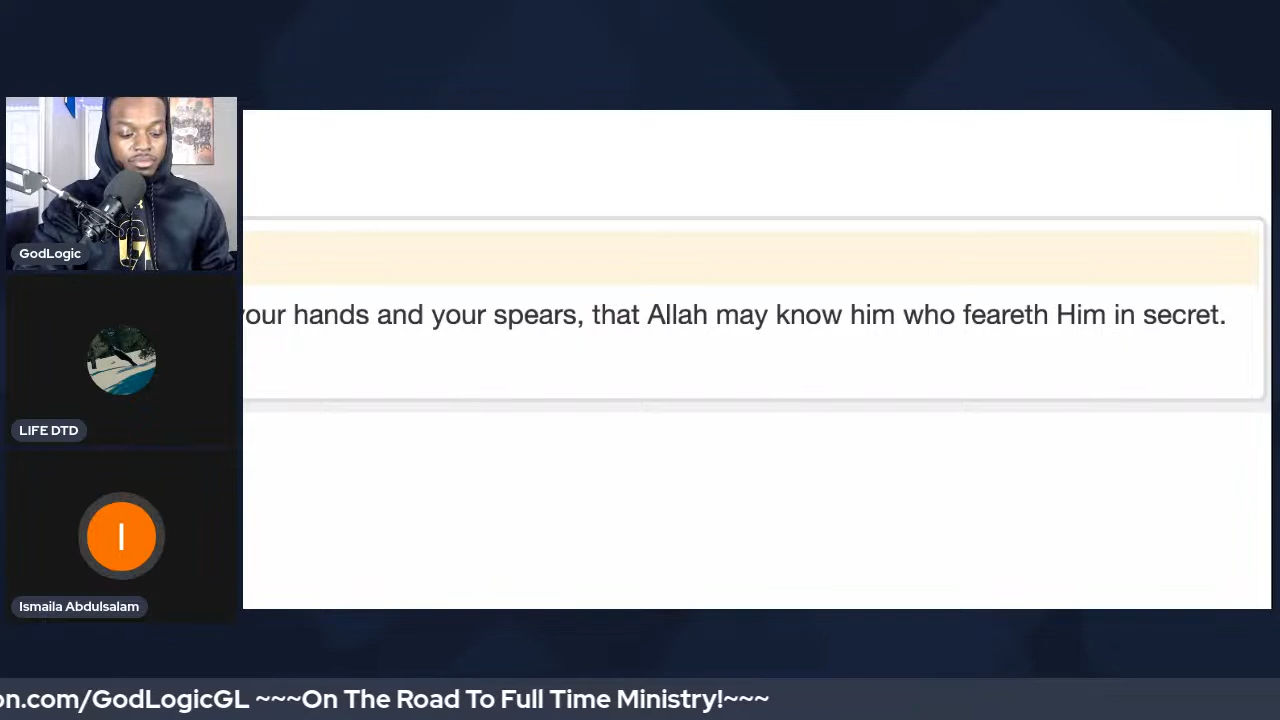 GodLogic
your hands and your spears, that Allah may know him who feareth Him in secret.
LIFE DTD
I
Ismaila Abdulsalam
on.com/GodLogicGL ~~~On The Road To Full Time Ministry!~~~